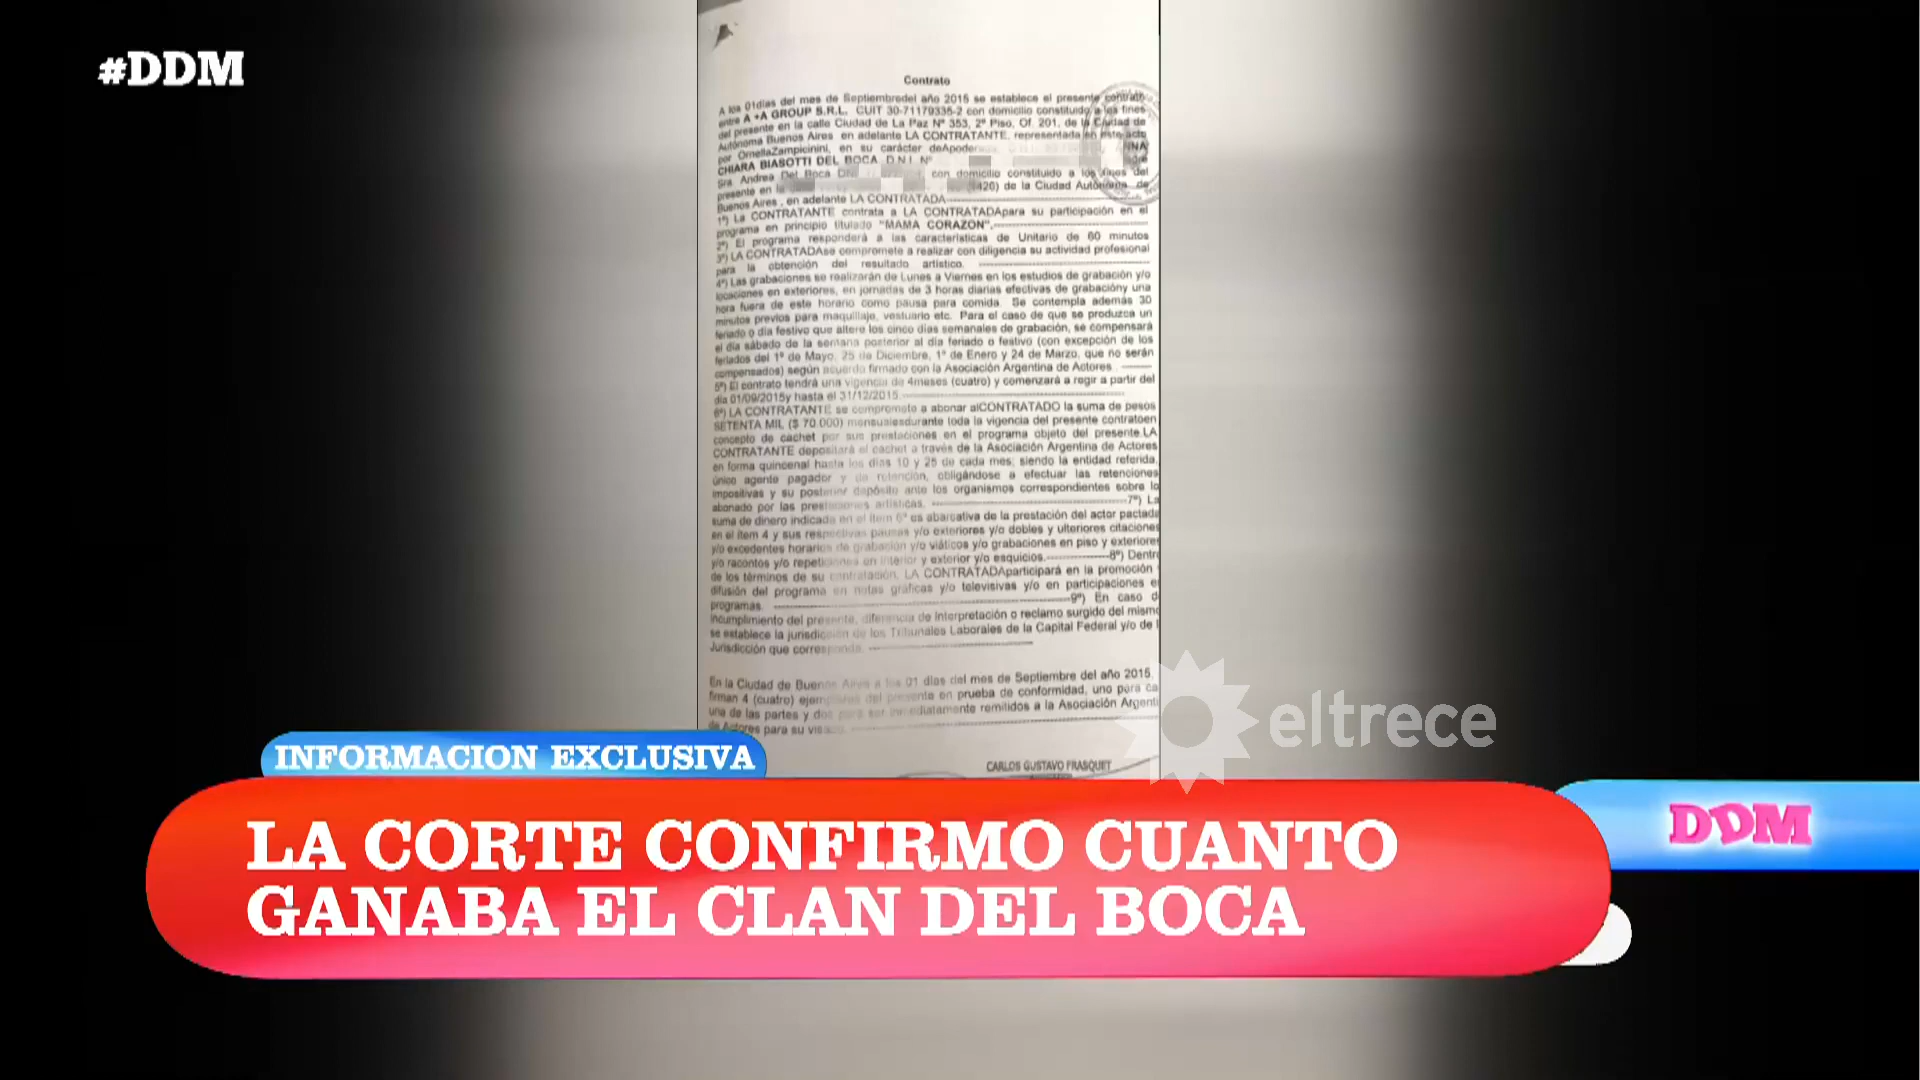 #DDM
Contrato
A los 01dias del mes de Septiembredel año 2015 se establece el presente contrato
entre A +A GROUP S.R.L. CUIT 30-71179335-2 con domicilio constituido a los fines
del presente en la calle Ciudad de La Paz Nº 353, 2º Piso, Of. 201, de la Ciudad de
Autónoma Buenos Aires en adelante LA CONTRATANTE, representada en este acto
por OrnellaZampicinini, en su carácter deApoder
CHIARA BIASOTTI DEL BOCA D.N.I. Nº
Sra. Andrea Del Boca con domicilio constituido a los fines del
presente en la 1426) de la Ciudad Autónoma de
Buenos Aires , en adelante LA CONTRATADA
1º) La CONTRATANTE contrata a LA CONTRATADApara su participación en el
programa en principio titulado "MAMA CORAZON".
2º) El programa responderá a las características de Unitario de 60 minutos
3º) LA CONTRATADAse compromete a realizar con diligencia su actividad profesional
para la obtención del resultado artístico.
4º) Las grabaciones se realizarán de Lunes a Viernes en los estudios de grabación y/o
locaciones en exteriores, en jornadas de 3 horas diarias efectivas de grabacióny una
hora fuera de este horario como pausa para comida. Se contempla además 30
minutos previos para maquillaje, vestuario etc. Para el caso de que se produzca un
feriado o día festivo que altere los cinco días semanales de grabación, se compensará
el día sábado de la semana posterior al día feriado o festivo (con excepción de los
feriados del 1º de Mayo, 25 de Diciembre, 1º de Enero y 24 de Marzo, que no serán
compensados) según acuerdo firmado con la Asociación Argentina de Actores .
5º) El contrato tendrá una vigencia de 4meses (cuatro) y comenzará a regir a partir del
día 01/09/2015y hasta el 31/12/2015.
6º) LA CONTRATANTE se compromete a abonar alCONTRATADO la suma de pesos
SETENTA MIL ($ 70.000) mensualesdurante toda la vigencia del presente contratoen
concepto de cachet por sus prestaciones en el programa objeto del presente.LA
CONTRATANTE depositará el cachet a través de la Asociación Argentina de Actores
en forma quincenal hasta los días 10 y 25 de cada mes; siendo la entidad referida,
único agente pagador y de retención, obligándose a efectuar las retenciones
impositivas y su posterior depósito ante los organismos correspondientes sobre lo
abonado por las prestaciones artísticas. 7º) La
suma de dinero indicada en el ítem 6º es abarcativa de la prestación del actor pactada
en el ítem 4 y sus respectivas pausas y/o exteriores y/o dobles y ulteriores citaciones
y/o excedentes horarios de grabación y/o viáticos y/o grabaciones en piso y exteriores
y/o racontos y/o repeticiones en interior y exterior y/o esquicios. 8º) Dentro
de los términos de su contratación, LA CONTRATADAparticipará en la promoción
difusión del programa en notas gráficas y/o televisivas y/o en participaciones e
programas. 9º) En caso d
incumplimiento del presente, diferencia de interpretación o reclamo surgido del mismo
se establece la jurisdicción de los Tribunales Laborales de la Capital Federal y/o de l
Jurisdicción que corresponda.
En la Ciudad de Buenos Aires a los 01 días del mes de Septiembre del año 2015,
firman 4 (cuatro) ejemplares del presente en prueba de conformidad, uno para ca
una de las partes y dos para ser inmediatamente remitidos a la Asociación Argenti
de Actores para su visado.
CARLOS GUSTAVO FRASQUET
eltrece
INFORMACION EXCLUSIVA
LA CORTE CONFIRMO CUANTO
GANABA EL CLAN DEL BOCA
DDM